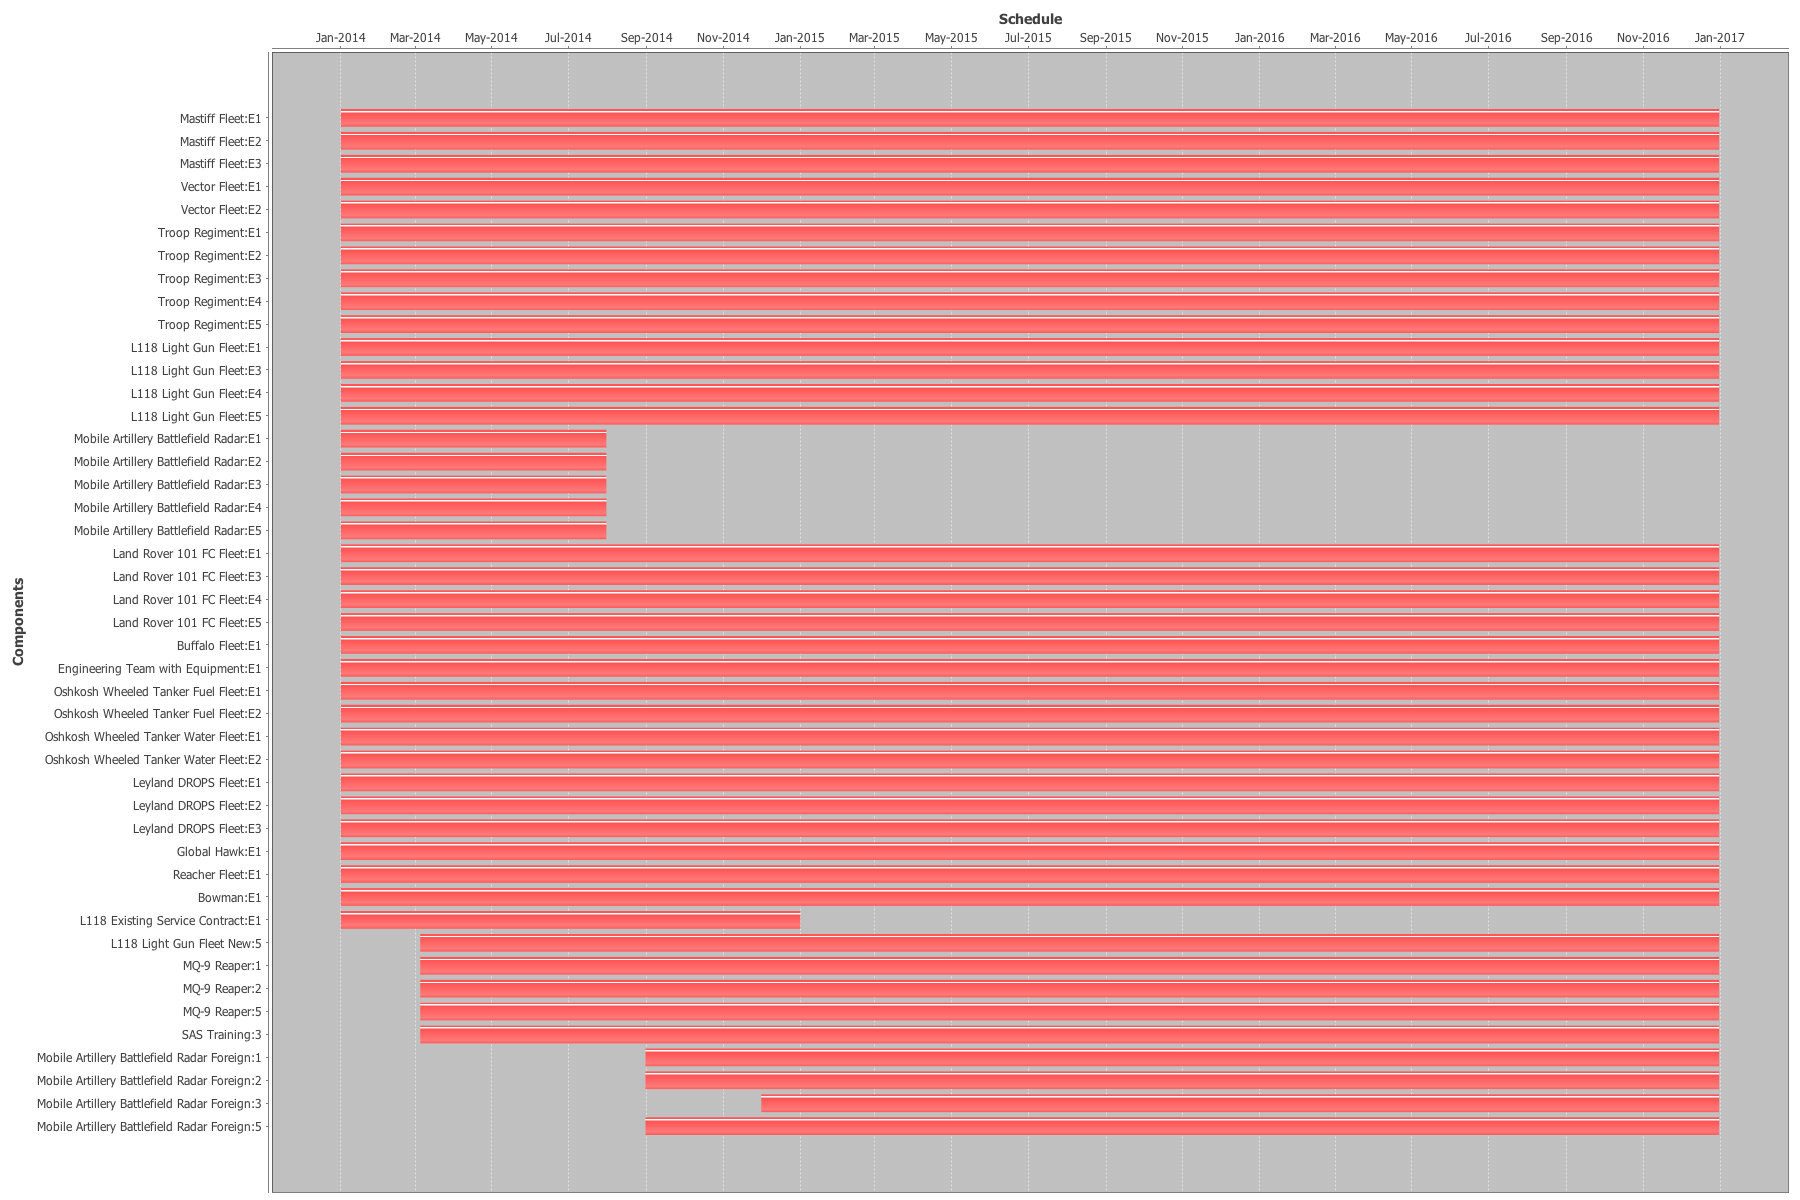 Schedule
Jan-2014 Mar-2014 May-2014 Jul-2014 Sep-2014 Nov-2014 Jan-2015 Mar-2015 May-2015 Jul-2015 Sep-2015 Nov-2015 Jan-2016 Mar-2016 May-2016 Jul-2016 Sep-2016 Nov-2016 Jan-2017
Mastiff Fleet:E1
Mastiff Fleet:E2
Mastiff Fleet:E3
Vector Fleet:E1
Vector Fleet:E2
Troop Regiment:E1
Troop Regiment:E2
Troop Regiment:E3
Troop Regiment:E4
Troop Regiment:E5
L118 Light Gun Fleet:E1
L118 Light Gun Fleet:E3
L118 Light Gun Fleet:E4
L118 Light Gun Fleet:E5
Mobile Artillery Battlefield Radar:E1
Mobile Artillery Battlefield Radar:E2
Mobile Artillery Battlefield Radar:E3
Mobile Artillery Battlefield Radar:E4
Mobile Artillery Battlefield Radar:E5
Land Rover 101 FC Fleet:E1
Land Rover 101 FC Fleet:E3
Land Rover 101 FC Fleet:E4
Land Rover 101 FC Fleet:E5
Buffalo Fleet:E1
Engineering Team with Equipment:E1
Oshkosh Wheeled Tanker Fuel Fleet:E1
Oshkosh Wheeled Tanker Fuel Fleet:E2
Oshkosh Wheeled Tanker Water Fleet:E1
Oshkosh Wheeled Tanker Water Fleet:E2
Leyland DROPS Fleet:E1
Leyland DROPS Fleet:E2
Leyland DROPS Fleet:E3
Global Hawk:E1
Reacher Fleet:E1
Bowman:E1
L118 Existing Service Contract:E1
L118 Light Gun Fleet New:5
MQ-9 Reaper:1
MQ-9 Reaper:2
MQ-9 Reaper:5
SAS Training:3
Mobile Artillery Battlefield Radar Foreign:1
Mobile Artillery Battlefield Radar Foreign:2
Mobile Artillery Battlefield Radar Foreign:3
Mobile Artillery Battlefield Radar Foreign:5
Components